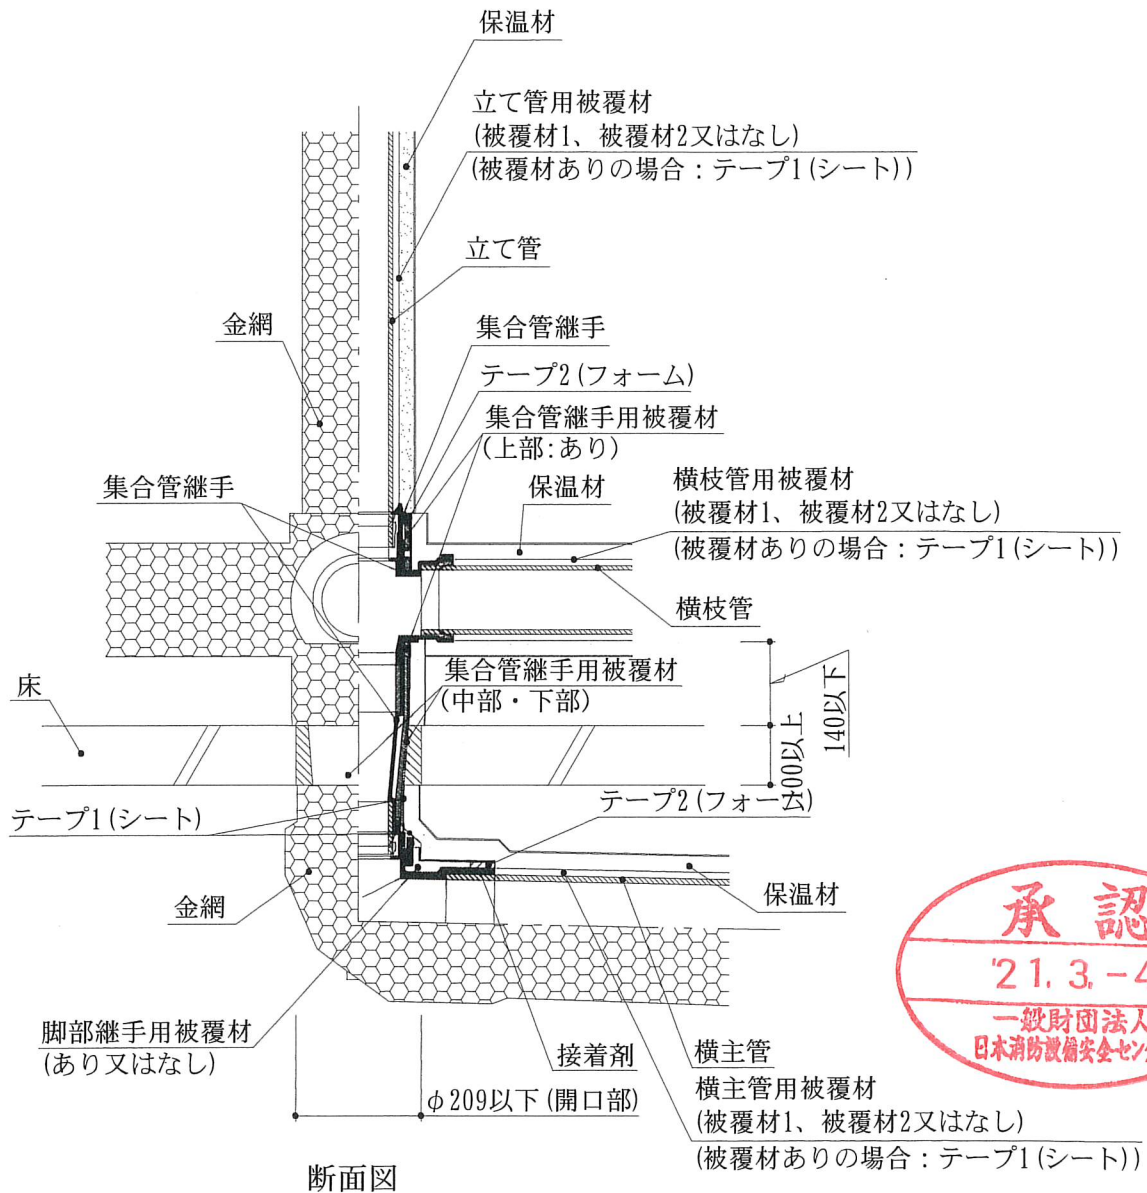 保温材
立て管用被覆材
(被覆材1、被覆材2又はなし)
(被覆材ありの場合：テープ1(シート))
立て管
金網
集合管継手
テープ2(フォーム)
集合管継手用被覆材
(上部:あり)
集合管継手
保温材
横枝管用被覆材
(被覆材1、被覆材2又はなし)
(被覆材ありの場合：テープ1(シート))
横枝管
集合管継手用被覆材
(中部・下部)
床
100以上
140以下
テープ1(シート)
テープ2(フォーム)
金網
保温材
承認
'21.3.-4
一般財団法人
日本消防設備安全セン
脚部継手用被覆材
(あり又はなし)
接着剤
横主管
横主管用被覆材
(被覆材1、被覆材2又はなし)
(被覆材ありの場合：テープ1(シート))
φ209以下(開口部)
断面図